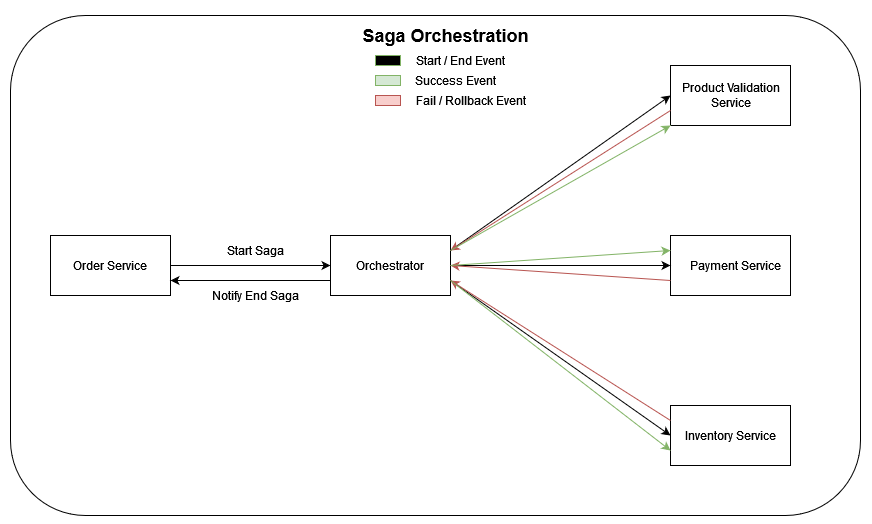 Saga Orchestration
Start / End Event
Success Event
Fail / Rollback Event
Product Validation
Service
Start Saga
Order Service
Orchestrator
Payment Service
Notify End Saga
Inventory Service